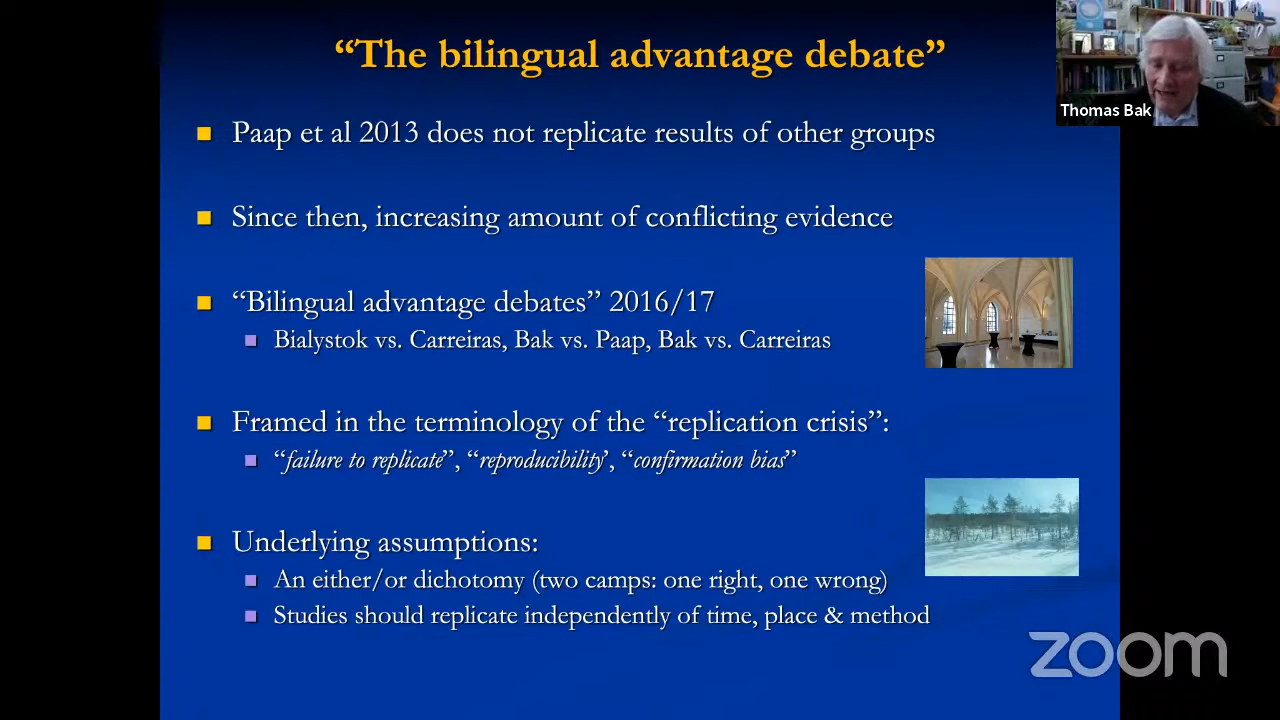 “The bilingual advantage debate”
Thomas Bak
Paap et al 2013 does not replicate results of other groups
Since then, increasing amount of conflicting evidence
“Bilingual advantage debates” 2016/17
Bialystok vs. Carreiras, Bak vs. Paap, Bak vs. Carreiras
Framed in the terminology of the “replication crisis”:
“failure to replicate”, “reproducibility’, “confirmation bias”
Underlying assumptions:
An either/or dichotomy (two camps: one right, one wrong)
Studies should replicate independently of time, place & method
zoom